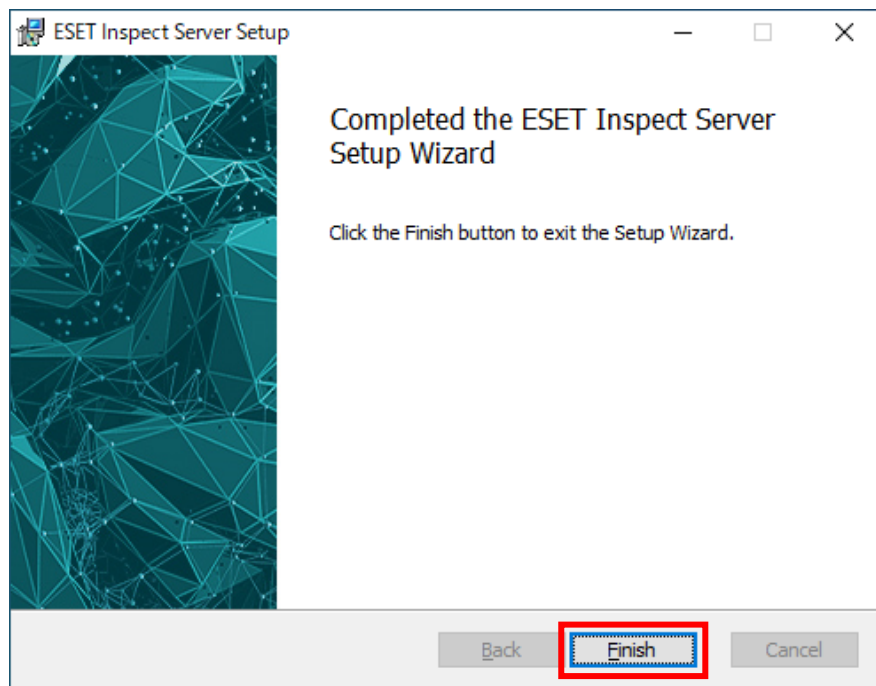 ESET Inspect Server Setup
Completed the ESET Inspect Server
Setup Wizard
Click the Finish button to exit the Setup Wizard.
Back
Finish
Cancel